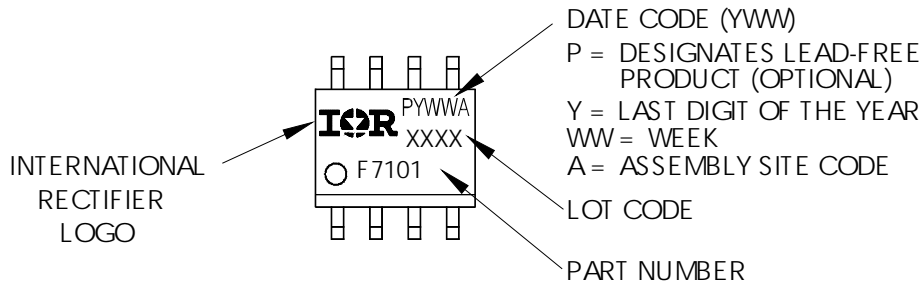 DATE CODE (YWW)
P = DESIGNATES LEAD-FREE
PRODUCT (OPTIONAL)
Y = LAST DIGIT OF THE YEAR
WW = WEEK
A = ASSEMBLY SITE CODE
LOT CODE
PART NUMBER
INTERNATIONAL
RECTIFIER
LOGO
PYWWA
IOR
XXXX
F7101